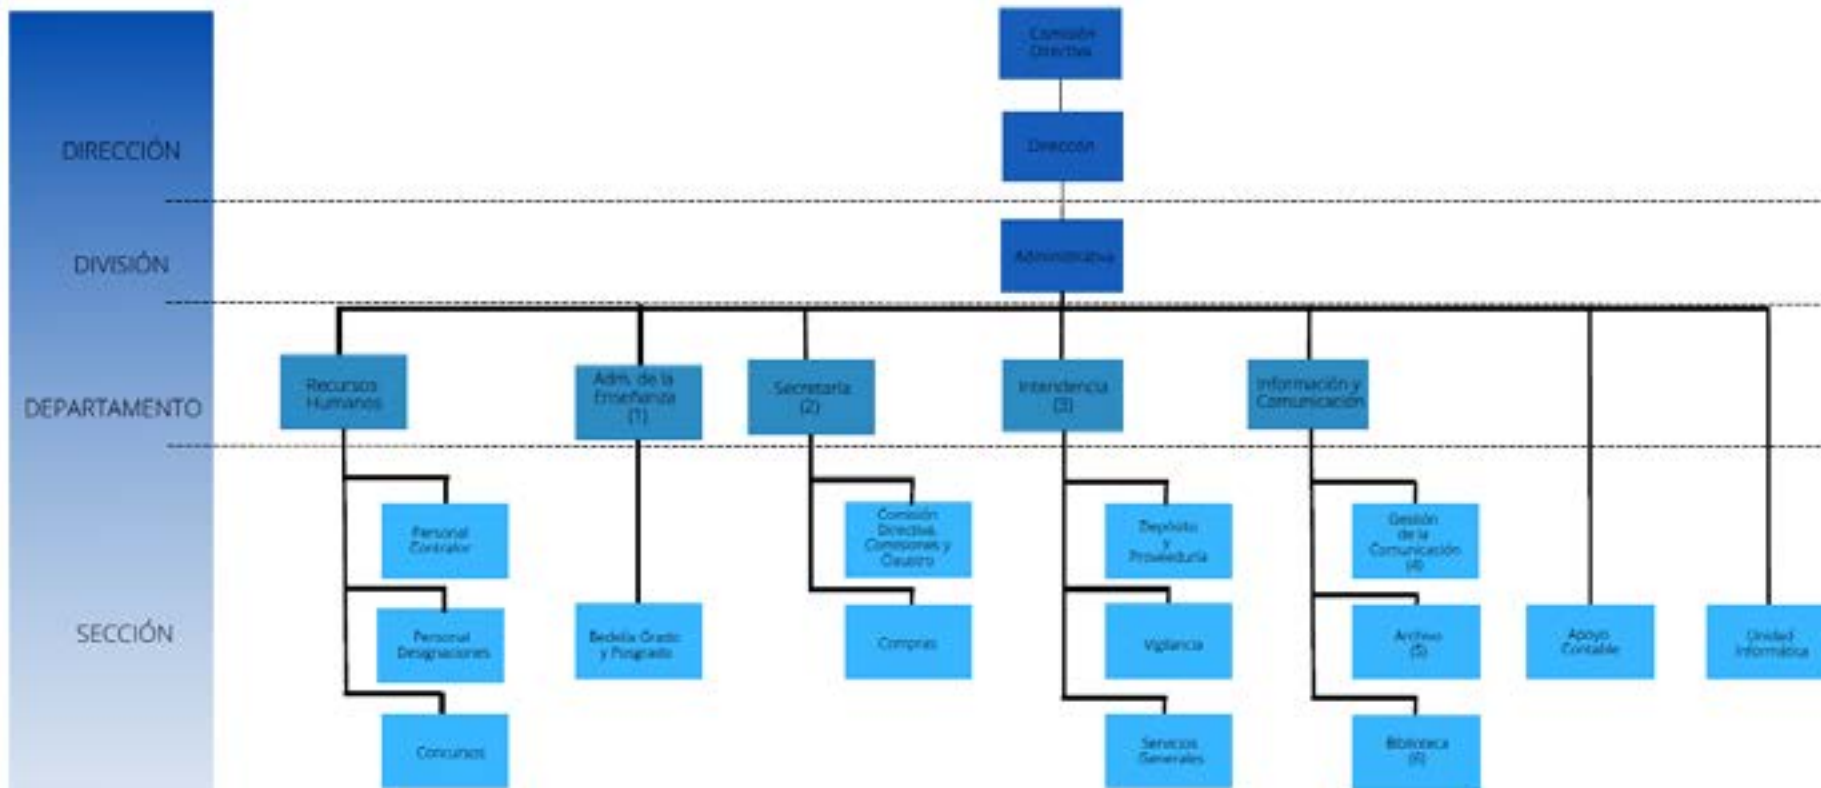 Comisión
Directiva
DIRECCIÓN
Dirección
DIVISIÓN
Administrativa
DEPARTAMENTO
Recursos
Humanos
Adm. de la
Enseñanza
(1)
Secretaría
(2)
Intendencia
(3)
Información y
Comunicación
SECCIÓN
Personal
Contralor
Comisión
Directiva,
Comisiones y
Claustro
Depósito
y
Proveeduría
Gestión
de la
Comunicación
(4)
Personal
Designaciones
Bedelía Grado
y Posgrado
Compras
Vigilancia
Archivo
(5)
Apoyo
Contable
Unidad
Informática
Concursos
Servicios
Generales
Biblioteca
(6)